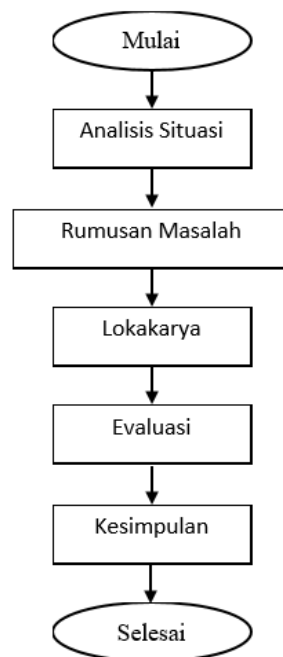 Mulai
Analisis Situasi
Rumusan Masalah
Lokakarya
Evaluasi
Kesimpulan
Selesai